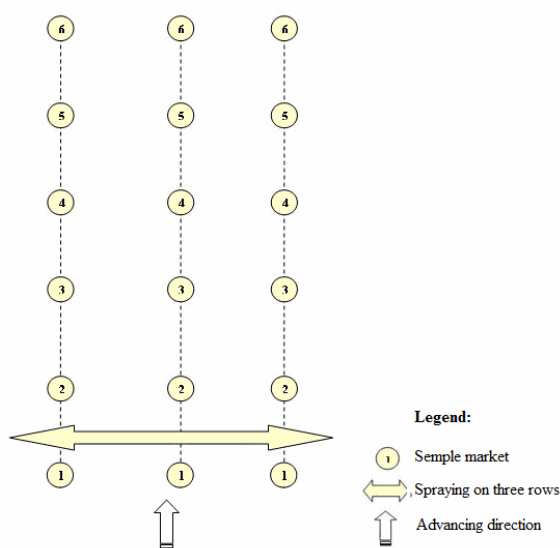 6 6 6
5 5 5
4 4 4
3 3 3
2 2 2
1 1 1
Legend:
1 Semple market
,Spraying on three rows
Advancing direction